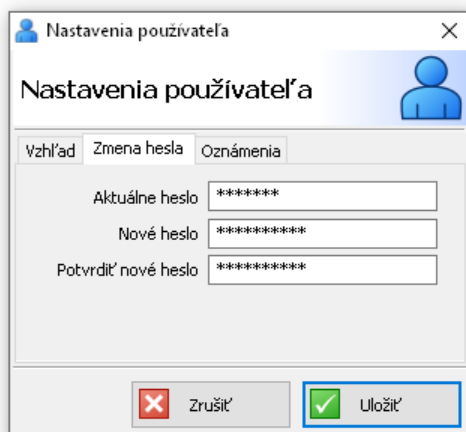 Nastavenia používateľa
Nastavenia používateľa
Vzhľad Zmena hesla Oznámenia
Aktuálne heslo *******
Nové heslo **********
Potvrdiť nové heslo **********
Zrušiť Uložiť